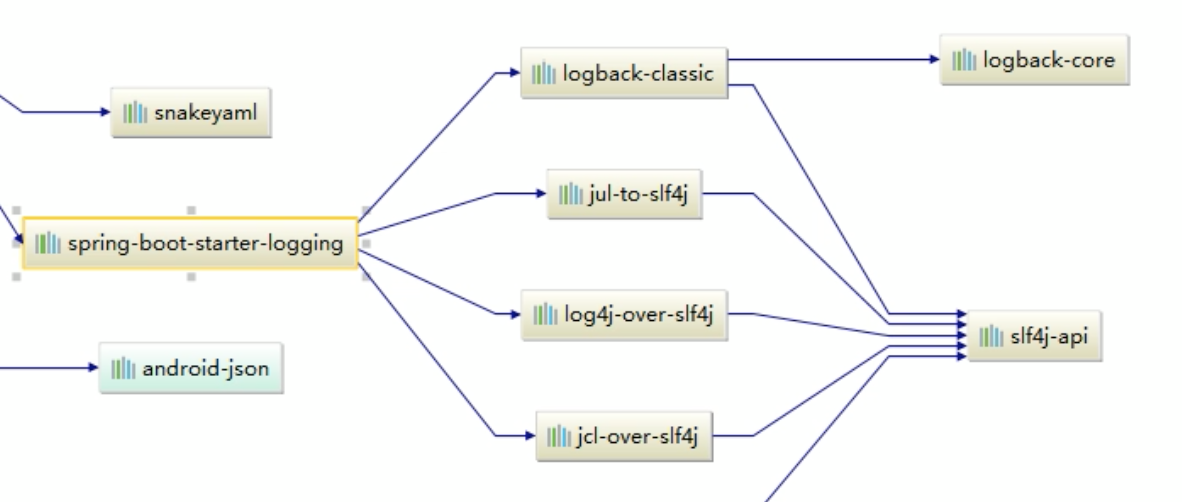 logback-classic
logback-core
snakeyaml
jul-to-slf4j
spring-boot-starter-logging
log4j-over-slf4j
slf4j-api
android-json
jcl-over-slf4j